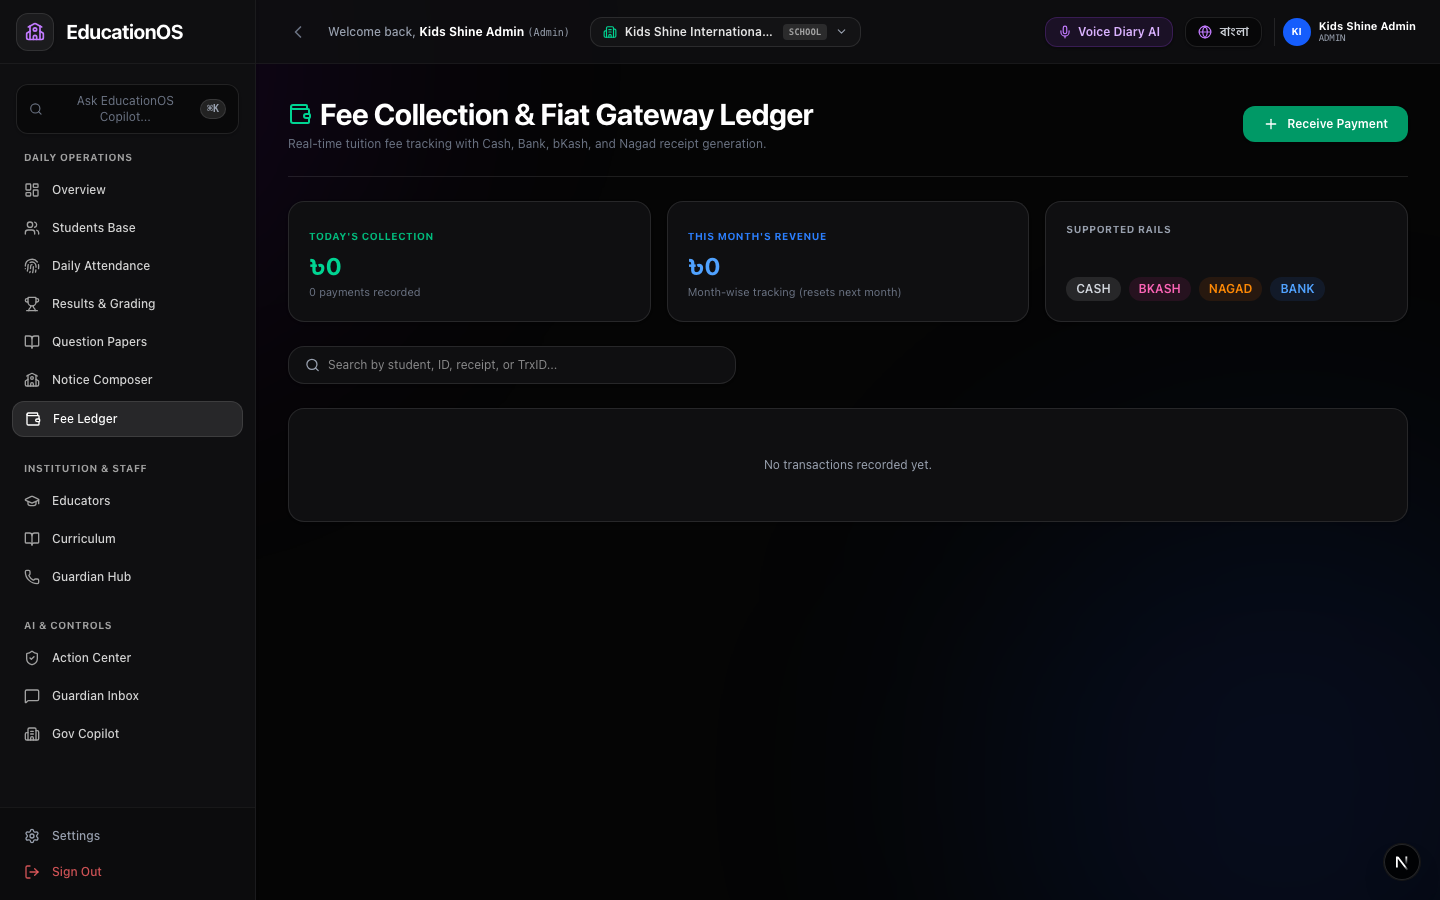 EducationOS
Welcome back, Kids Shine Admin (Admin)
Kids Shine Internationa... SCHOOL
Voice Diary AI
বাংলা
KI
Kids Shine Admin
ADMIN
Ask EducationOS
Copilot...
⌘K
DAILY OPERATIONS
Overview
Students Base
Daily Attendance
Results & Grading
Question Papers
Notice Composer
Fee Ledger
INSTITUTION & STAFF
Educators
Curriculum
Guardian Hub
AI & CONTROLS
Action Center
Guardian Inbox
Gov Copilot
Settings
Sign Out
Fee Collection & Fiat Gateway Ledger
Real-time tuition fee tracking with Cash, Bank, bKash, and Nagad receipt generation.
Receive Payment
TODAY'S COLLECTION
৳0
0 payments recorded
THIS MONTH'S REVENUE
৳0
Month-wise tracking (resets next month)
SUPPORTED RAILS
CASH BKASH NAGAD BANK
Search by student, ID, receipt, or TrxID...
No transactions recorded yet.
N